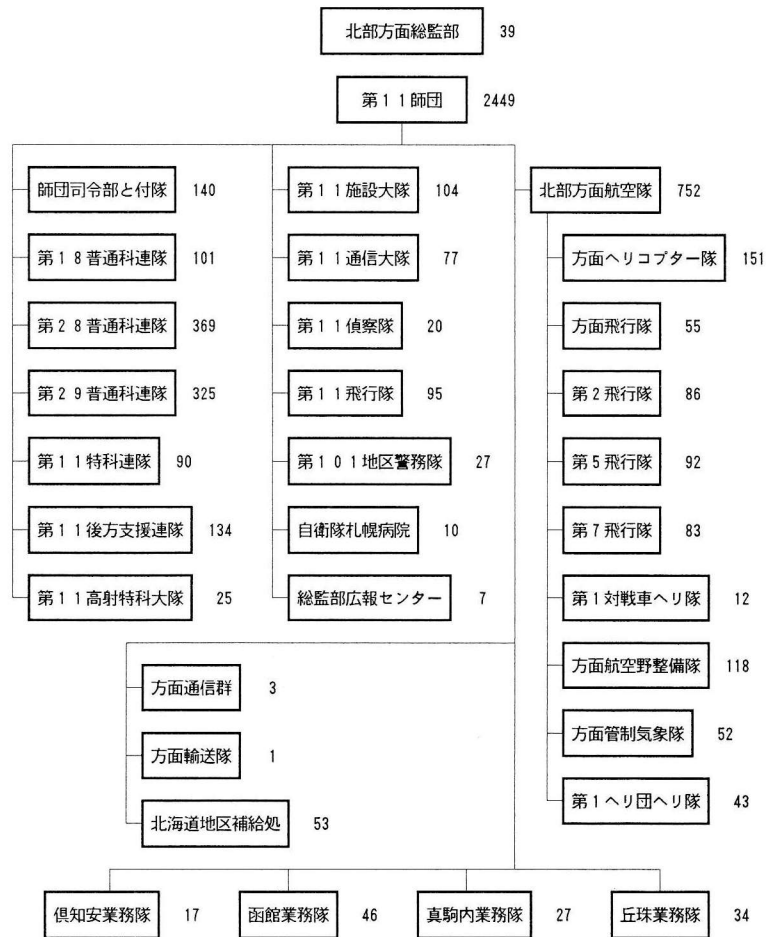 北部方面総監部 39
第11師団 2449
師団司令部と付隊 140
第18普通科連隊 101
第28普通科連隊 369
第29普通科連隊 325
第11特科連隊 90
第11後方支援連隊 134
第11高射特科大隊 25
第11施設大隊 104
第11通信大隊 77
第11偵察隊 20
第11飛行隊 95
第101地区警務隊 27
自衛隊札幌病院 10
総監部広報センター 7
北部方面航空隊 752
方面ヘリコプター隊 151
方面飛行隊 55
第2飛行隊 86
第5飛行隊 92
第7飛行隊 83
第1対戦車ヘリ隊 12
方面航空野整備隊 118
方面管制気象隊 52
第1ヘリ団ヘリ隊 43
方面通信群 3
方面輸送隊 1
北海道地区補給処 53
倶知安業務隊 17
函館業務隊 46
真駒内業務隊 27
丘珠業務隊 34